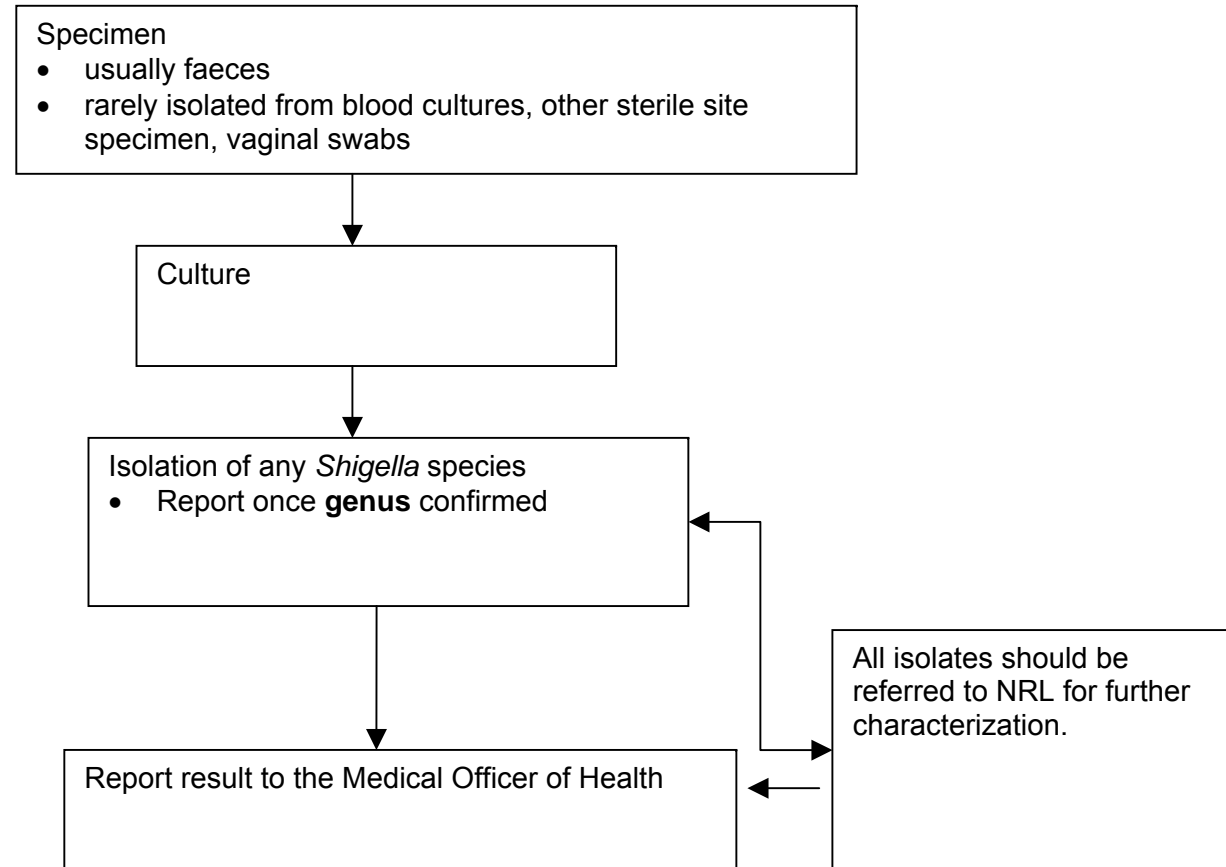 Specimen
• usually faeces
• rarely isolated from blood cultures, other sterile site
specimen, vaginal swabs
Culture
Isolation of any Shigella species
• Report once genus confirmed
All isolates should be
referred to NRL for further
characterization.
Report result to the Medical Officer of Health